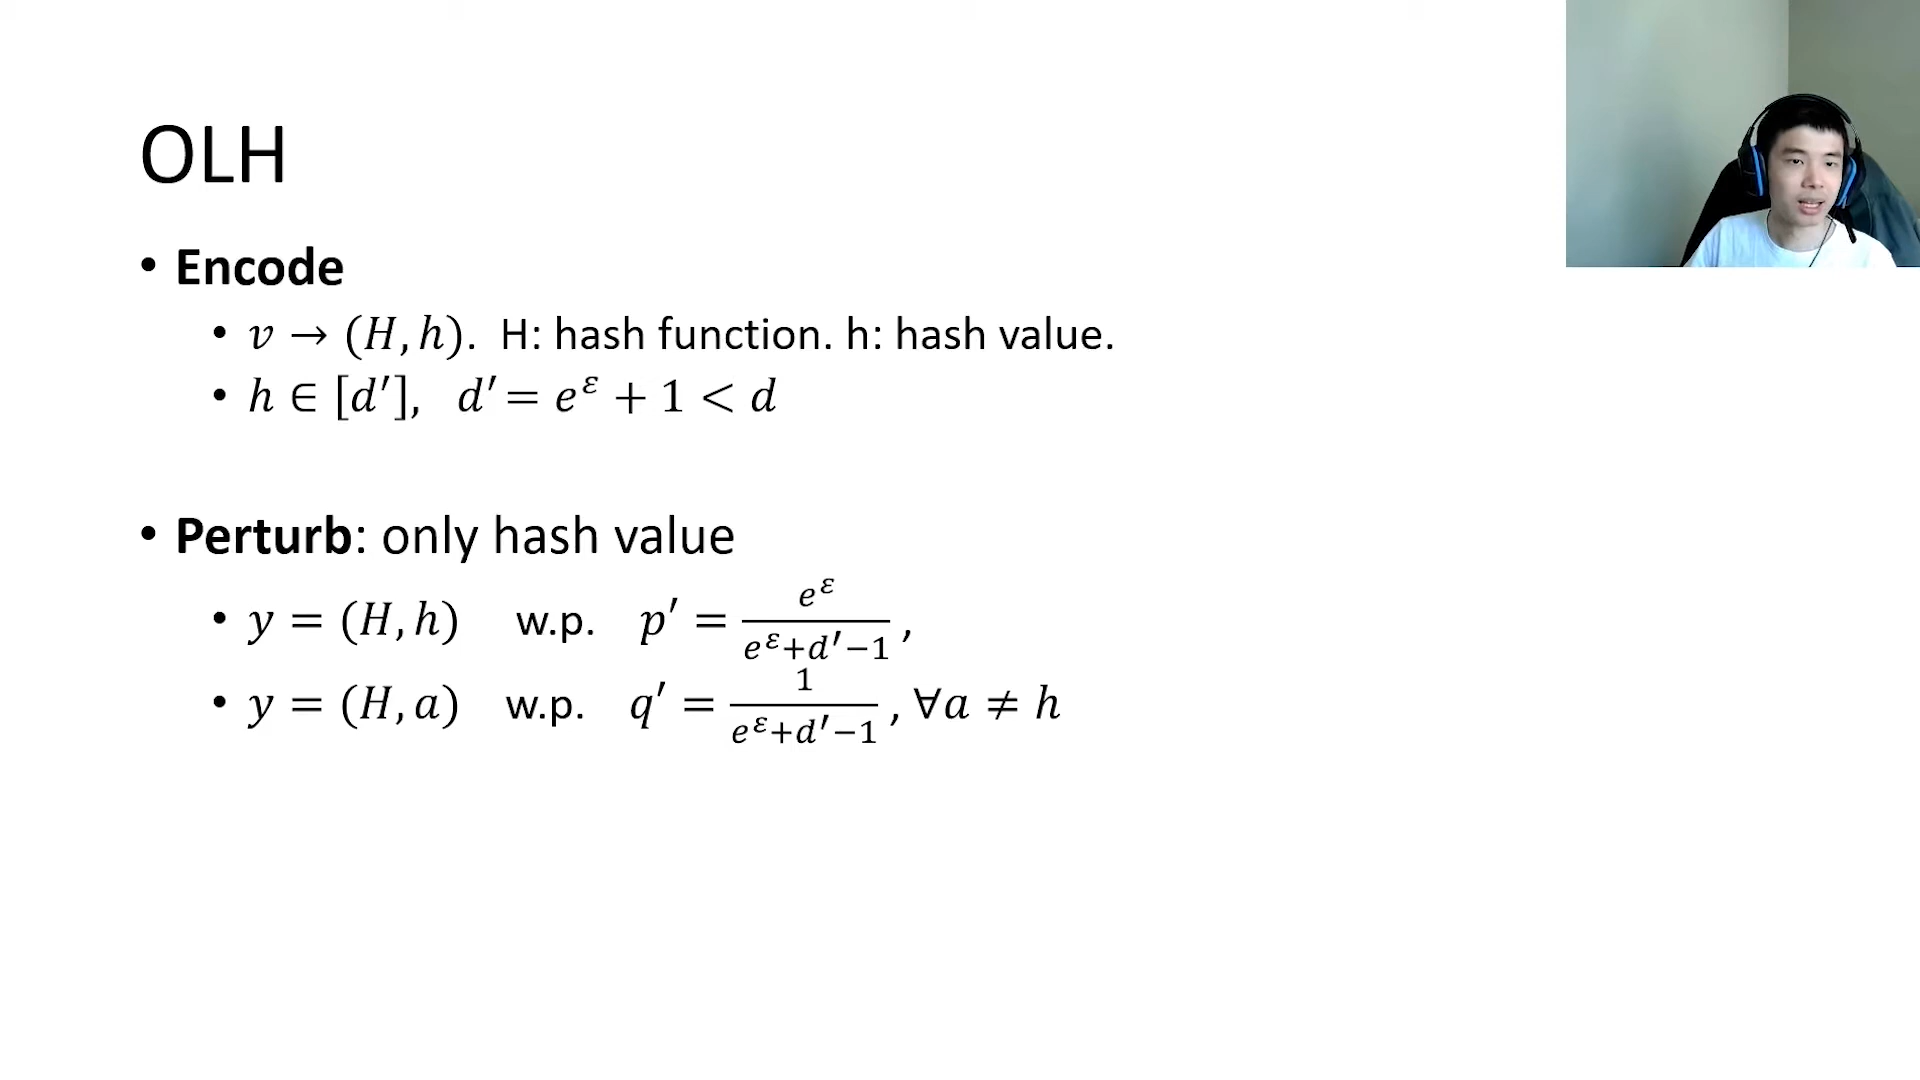 OLH
• Encode
• v → (H, h). H: hash function. h: hash value.
• h ∈ [d′], d′ = e^ε + 1 < d
• Perturb: only hash value
• y = (H, h) w.p. p′ = e^ε / (e^ε+d′−1) ,
• y = (H, a) w.p. q′ = 1 / (e^ε+d′−1) , ∀a ≠ h